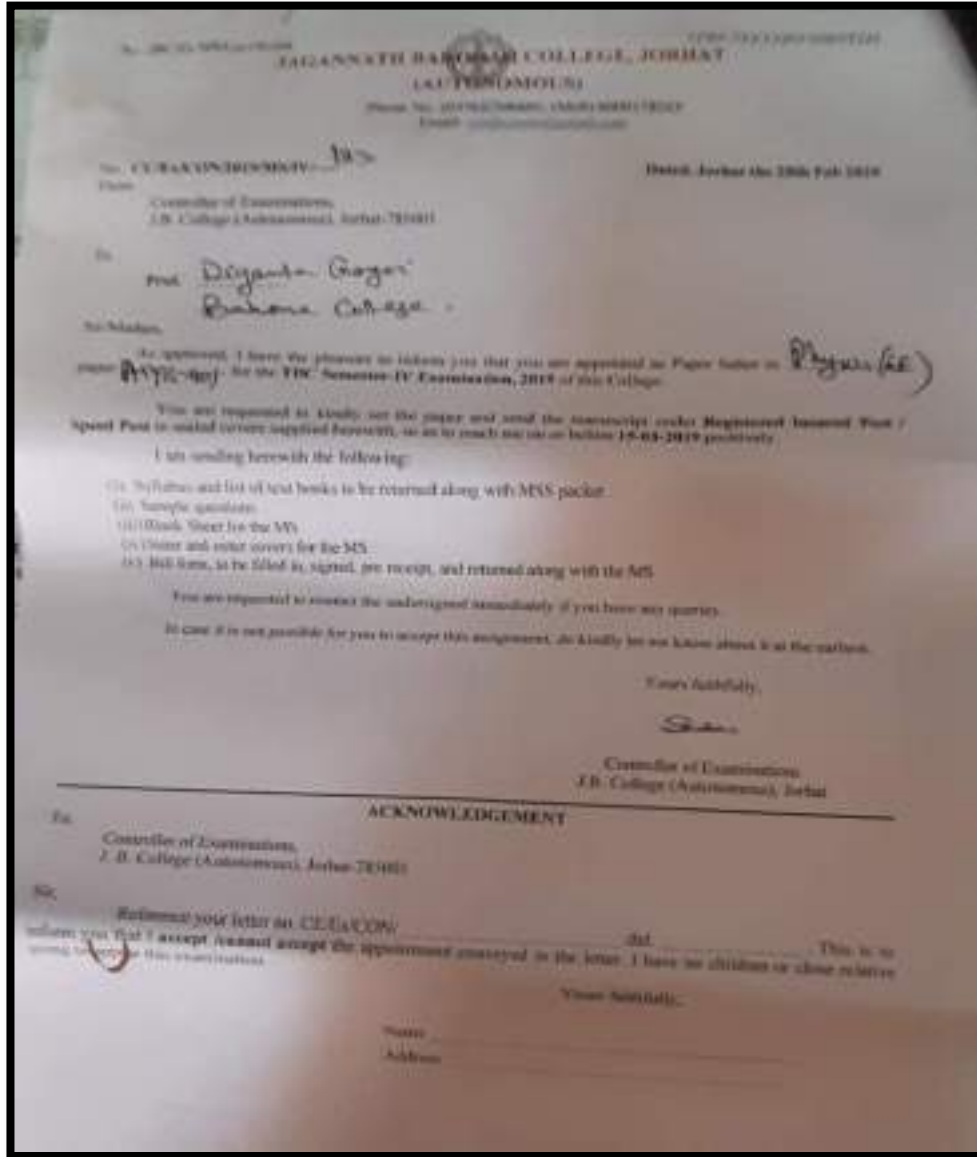 JAGANNATH BAROOAH COLLEGE, JORHAT
(AUTONOMOUS)
Phone No.
Email:
No. Dated, Jorhat the 28th Feb 2019
From
Controller of Examinations,
J.B. College (Autonomous), Jorhat-785001
To
Prof. Diganta Gogoi
Bahona College.
Sir/Madam,
As approved, I have the pleasure to inform you that you are appointed as Paper Setter in Physics (GE)
paper for the TDC Semester-IV Examination, 2019 of this College.
You are requested to kindly set the paper and send the manuscript under Registered Insured Post /
Speed Post in sealed covers supplied herewith, so as to reach me on or before 15-03-2019 positively.
I am sending herewith the following:
(i) Syllabus and list of text books to be returned along with MSS packet
(ii) Sample questions
(iii) Blank Sheet for the MS
(iv) Inner and outer covers for the MS
(v) Bill form, to be filled in, signed, pre receipt, and returned along with the MS
You are requested to contact the undersigned immediately if you have any queries.
In case it is not possible for you to accept this assignment, do kindly let me know about it at the earliest.
Yours faithfully,
Controller of Examinations
J.B. College (Autonomous), Jorhat
ACKNOWLEDGEMENT
To
Controller of Examinations,
J. B. College (Autonomous), Jorhat-785001
Sir,
Reference your letter no. CE/Ex/CON/ dtd. This is to
inform you that I accept /cannot accept the appointment conveyed in the letter. I have no children or close relative
this examination.
Yours faithfully,
Name
Address